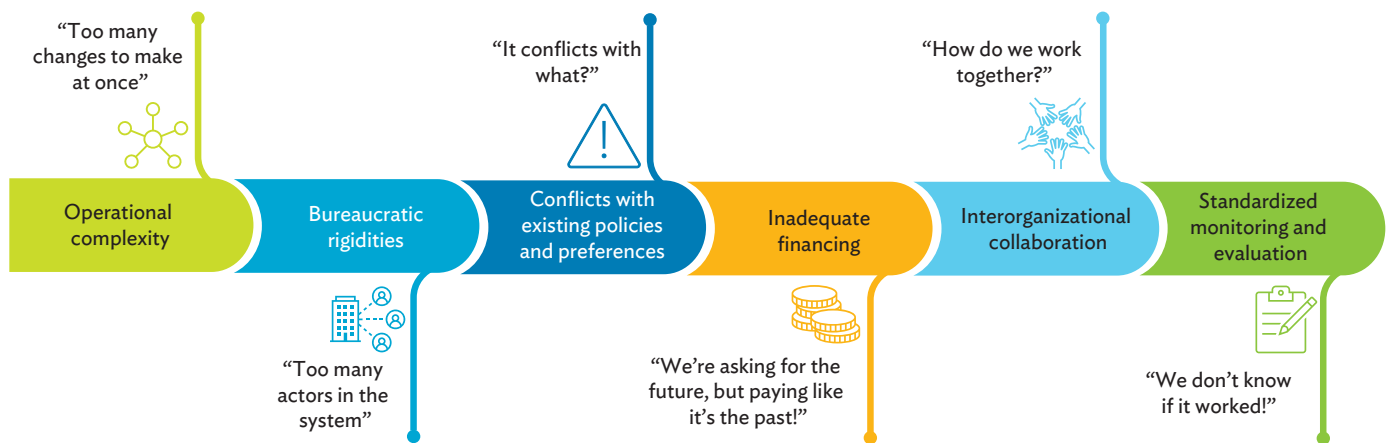 “Too many
changes to make
at once”
“It conflicts with
what?”
“How do we work
together?”
Operational
complexity
Bureaucratic
rigidities
Conflicts with
existing policies
and preferences
Inadequate
financing
Interorganizational
collaboration
Standardized
monitoring and
evaluation
“Too many
actors in the
system”
“We’re asking for the
future, but paying like
it’s the past!”
“We don’t know
if it worked!”